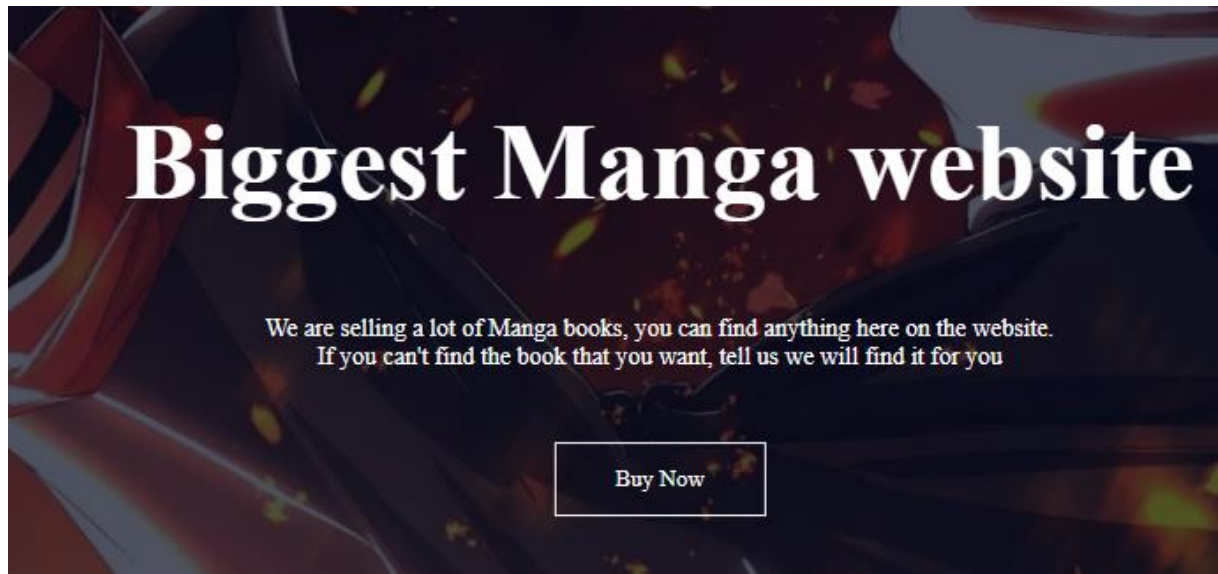 Biggest Manga website
We are selling a lot of Manga books, you can find anything here on the website.
If you can't find the book that you want, tell us we will find it for you
Buy Now